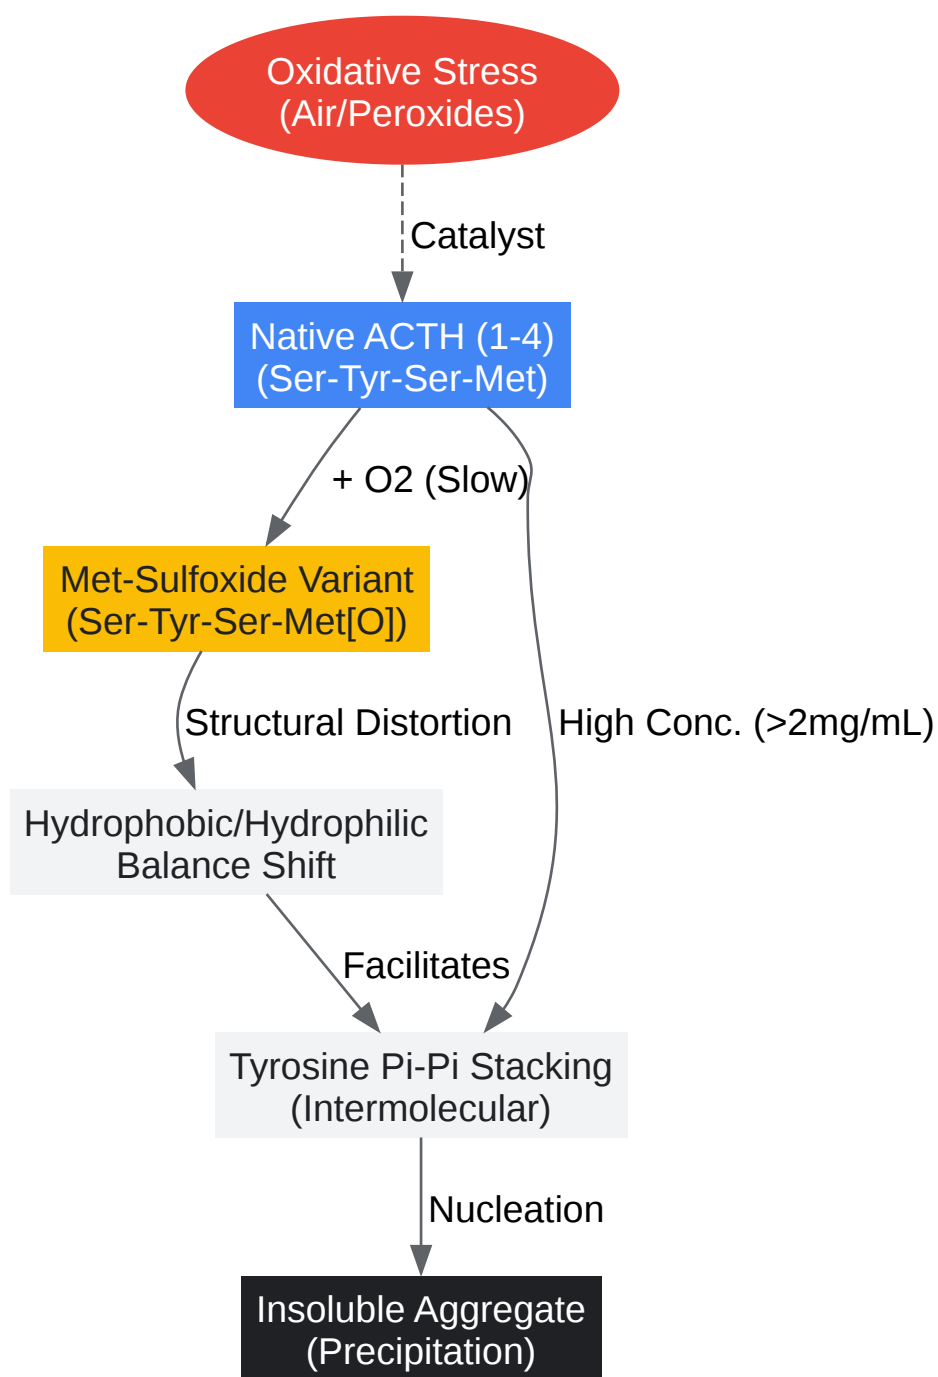 Oxidative Stress
(Air/Peroxides)
Catalyst
Native ACTH (1-4)
(Ser-Tyr-Ser-Met)
+ O2 (Slow)
Met-Sulfoxide Variant
(Ser-Tyr-Ser-Met[O])
Structural Distortion
High Conc. (>2mg/mL)
Hydrophobic/Hydrophilic
Balance Shift
Facilitates
Tyrosine Pi-Pi Stacking
(Intermolecular)
Nucleation
Insoluble Aggregate
(Precipitation)